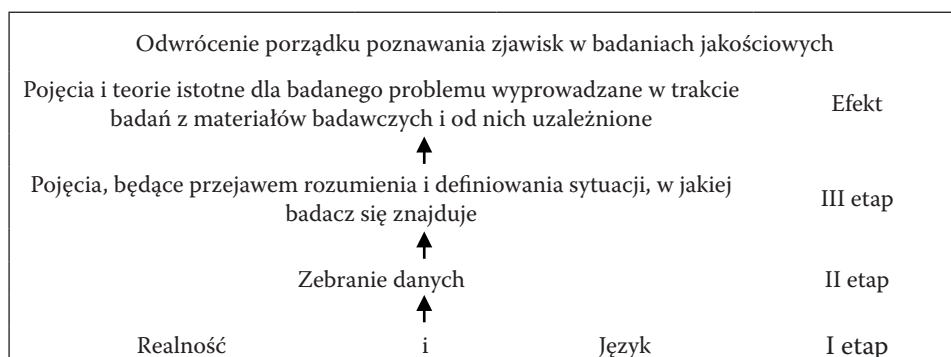 Odwrócenie porządku poznawania zjawisk w badaniach jakościowych
Pojęcia i teorie istotne dla badanego problemu wyprowadzane w trakcie
badań z materiałów badawczych i od nich uzależnione
Efekt
Pojęcia, będące przejawem rozumienia i definiowania sytuacji, w jakiej
badacz się znajduje
III etap
Zebranie danych II etap
Realność i Język I etap